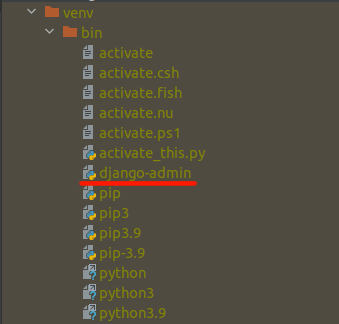 venv
bin
activate
activate.csh
activate.fish
activate.nu
activate.ps1
activate_this.py
django-admin
pip
pip3
pip3.9
pip-3.9
python
python3
python3.9